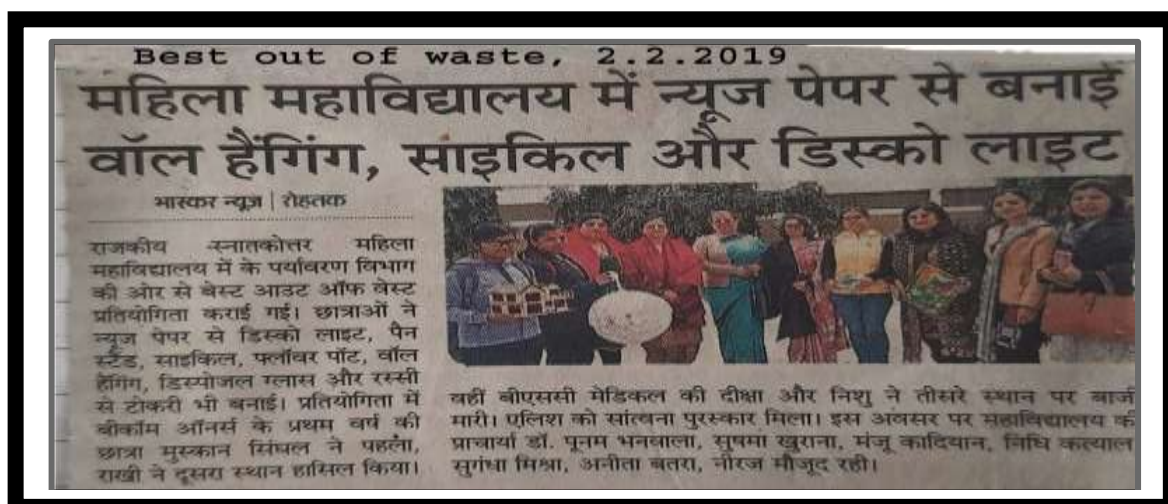 Best out of waste, 2.2.2019
महिला महाविद्यालय में न्यूज पेपर से बनाई
वॉल हैंगिंग, साइकिल और डिस्को लाइट
भास्कर न्यूज | रोहतक
राजकीय स्नातकोत्तर महिला
महाविद्यालय में के पर्यावरण विभाग
की ओर से बेस्ट आउट ऑफ वेस्ट
प्रतियोगिता कराई गई। छात्राओं ने
न्यूज पेपर से डिस्को लाइट, पैन
स्टैंड, साइकिल, फ्लॉवर पॉट, वॉल
हैंगिंग, डिस्पोजल ग्लास और रस्सी
से टोकरी भी बनाई। प्रतियोगिता में
बीकॉम ऑनर्स के प्रथम वर्ष की
छात्रा मुस्कान सिंघल ने पहला,
राखी ने दूसरा स्थान हासिल किया।
वहीं बीएससी मेडिकल की दीक्षा और निशु ने तीसरे स्थान पर बाजी
मारी। एलिश को सांत्वना पुरस्कार मिला। इस अवसर पर महाविद्यालय की
प्राचार्या डॉ. पूनम भनवाला, सुषमा खुराना, मंजू कादियान, निधि कत्याल
सुगंधा मिश्रा, अनीता बतरा, नीरज मौजूद रही।